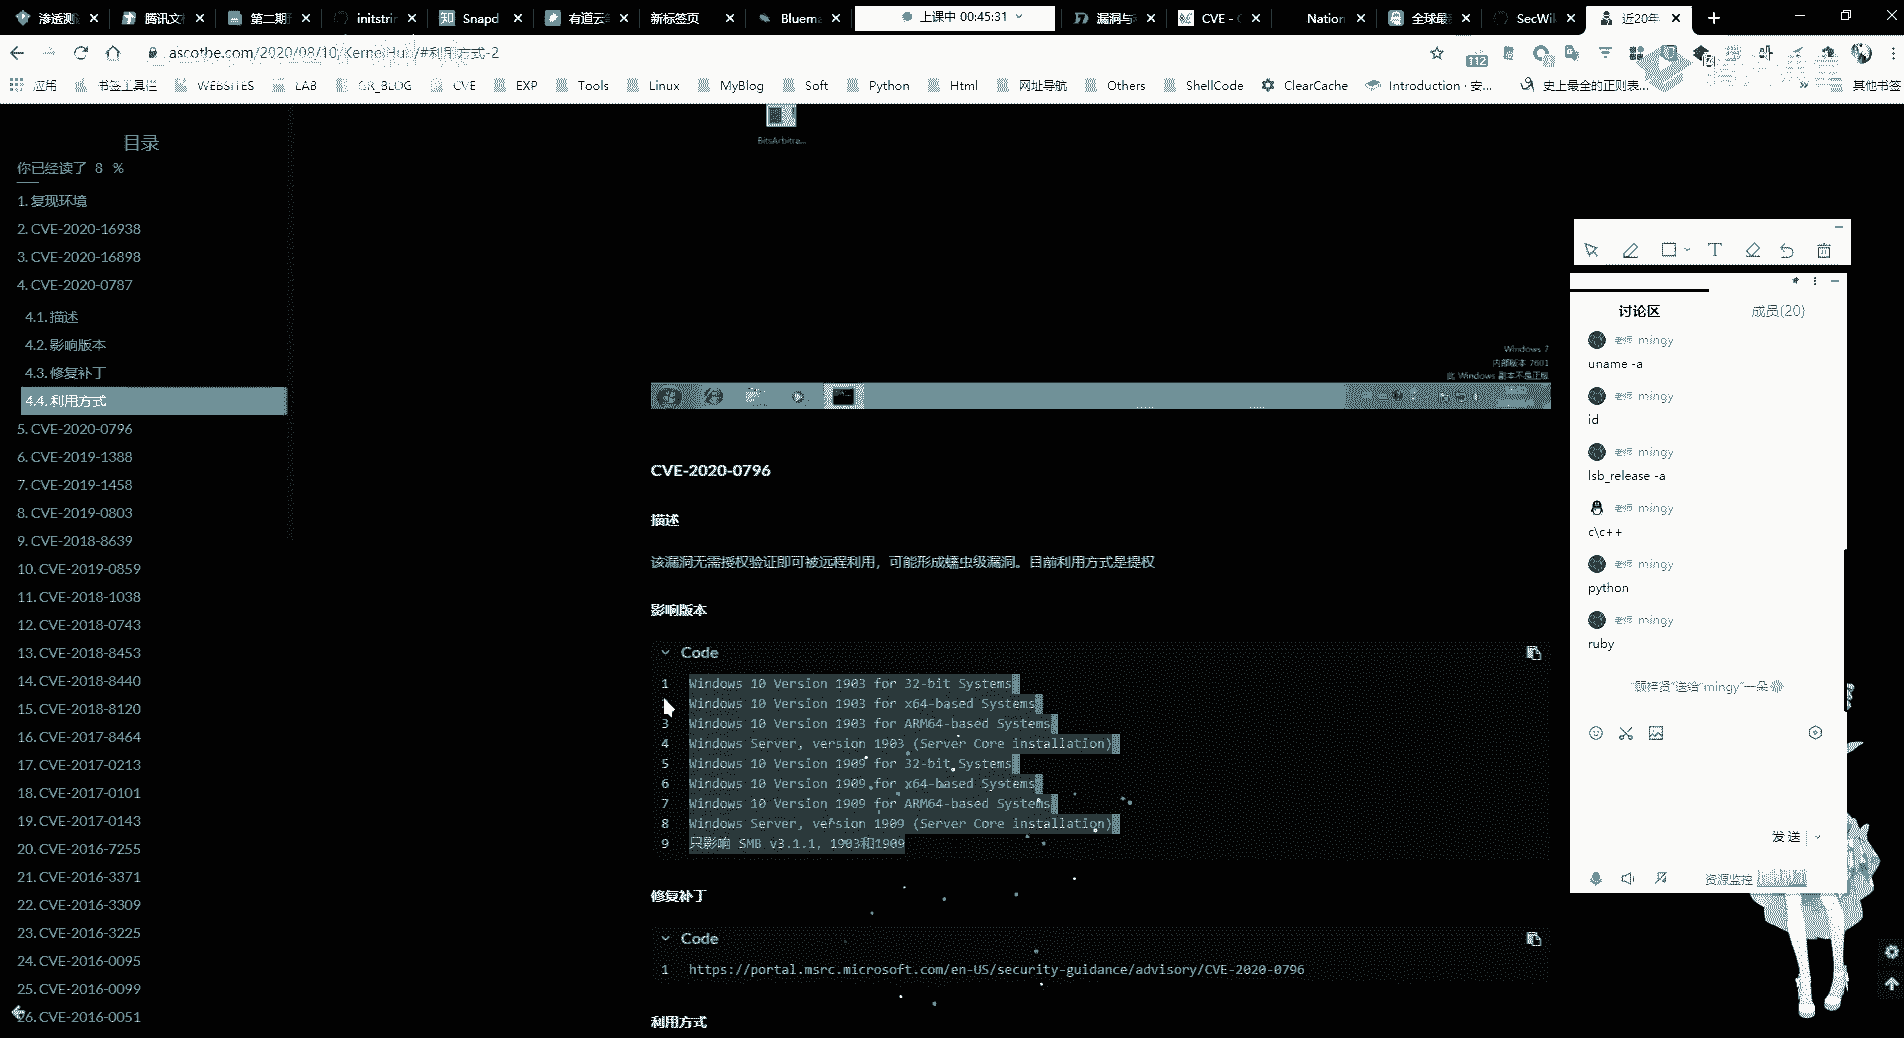 渗透测
腾讯文
第二期
initstri
Snapd
有道云
新标签页
Bluem
上课中 00:45:31
漏洞与
CVE - C
Nation
全球最
SecWi
近20年
ascotbe.com/2020/08/10/KernelHub/#利用方式-2
112
应用
书签工具栏
WEBSITES
LAB
GR_BLOG
CVE
EXP
Tools
Linux
MyBlog
Soft
Python
Html
网址导航
Others
ShellCode
ClearCache
Introduction · 安...
史上最全的正则表...
»
其他书签
目录
你已经读了 8 %
1. 复现环境
2. CVE-2020-16938
3. CVE-2020-16898
4. CVE-2020-0787
4.1. 描述
4.2. 影响版本
4.3. 修复补丁
4.4. 利用方式
5. CVE-2020-0796
6. CVE-2019-1388
7. CVE-2019-1458
8. CVE-2019-0803
9. CVE-2018-8639
10. CVE-2019-0859
11. CVE-2018-1038
12. CVE-2018-0743
13. CVE-2018-8453
14. CVE-2018-8440
15. CVE-2018-8120
16. CVE-2017-8464
17. CVE-2017-0213
18. CVE-2017-0101
19. CVE-2017-0143
20. CVE-2016-7255
21. CVE-2016-3371
22. CVE-2016-3309
23. CVE-2016-3225
24. CVE-2016-0095
25. CVE-2016-0099
26. CVE-2016-0051
BitsArbitra...
Windows 7
内部版本 7601
此 Windows 副本不是正版
CVE-2020-0796
描述
该漏洞无需授权验证即可被远程利用，可能形成蠕虫级漏洞。目前利用方式是提权
影响版本
Code
1 Windows 10 Version 1903 for 32-bit Systems
Windows 10 Version 1903 for x64-based Systems
3 Windows 10 Version 1903 for ARM64-based Systems
4 Windows Server, version 1903 (Server Core installation)
5 Windows 10 Version 1909 for 32-bit Systems
6 Windows 10 Version 1909 for x64-based Systems
7 Windows 10 Version 1909 for ARM64-based Systems
8 Windows Server, version 1909 (Server Core installation)
9 只影响 SMB v3.1.1, 1903和1909
修复补丁
Code
1 https://portal.msrc.microsoft.com/en-US/security-guidance/advisory/CVE-2020-0796
利用方式
讨论区
成员(20)
老师 mingy
uname -a
老师 mingy
id
老师 mingy
lsb_release -a
老师 mingy
c\c++
老师 mingy
python
老师 mingy
ruby
送给"mingy"一朵
发送
资源监控